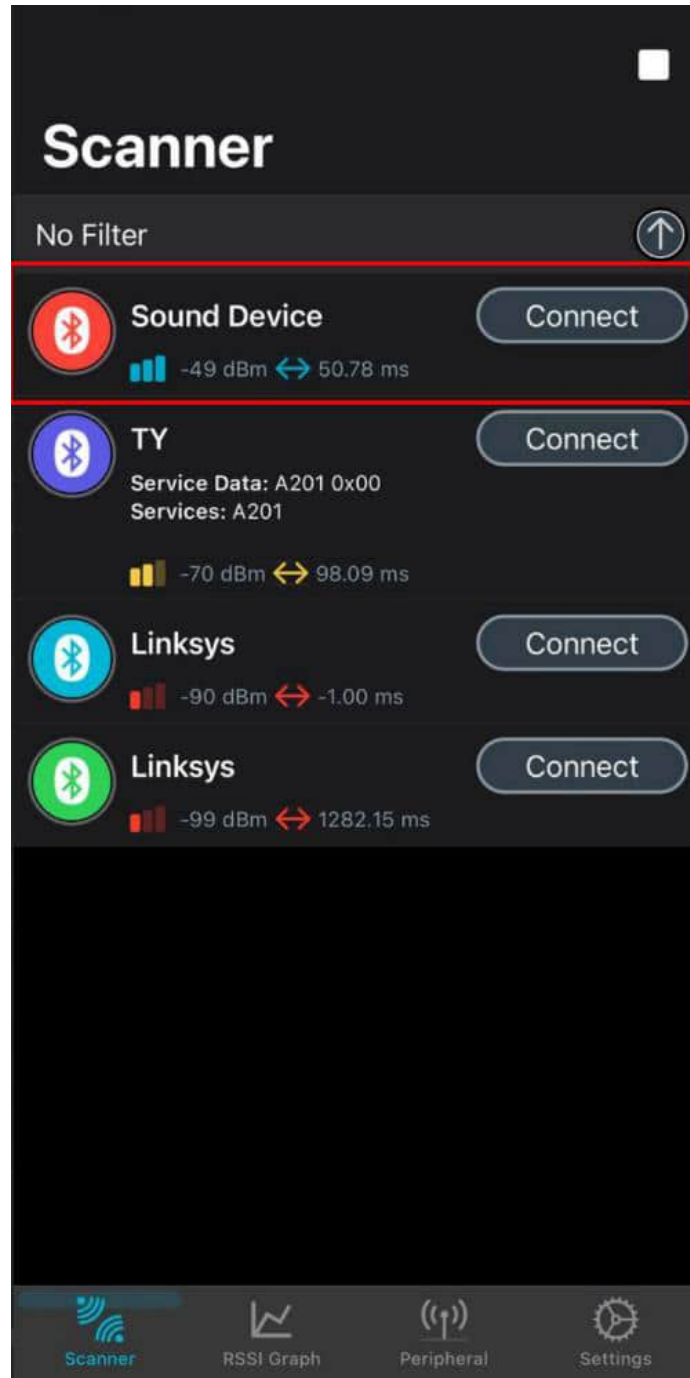 Scanner
No Filter
Sound Device
Connect
-49 dBm 50.78 ms
TY
Connect
Service Data: A201 0x00
Services: A201
-70 dBm 98.09 ms
Linksys
Connect
-90 dBm -1.00 ms
Linksys
Connect
-99 dBm 1282.15 ms
Scanner
RSSI Graph
Peripheral
Settings